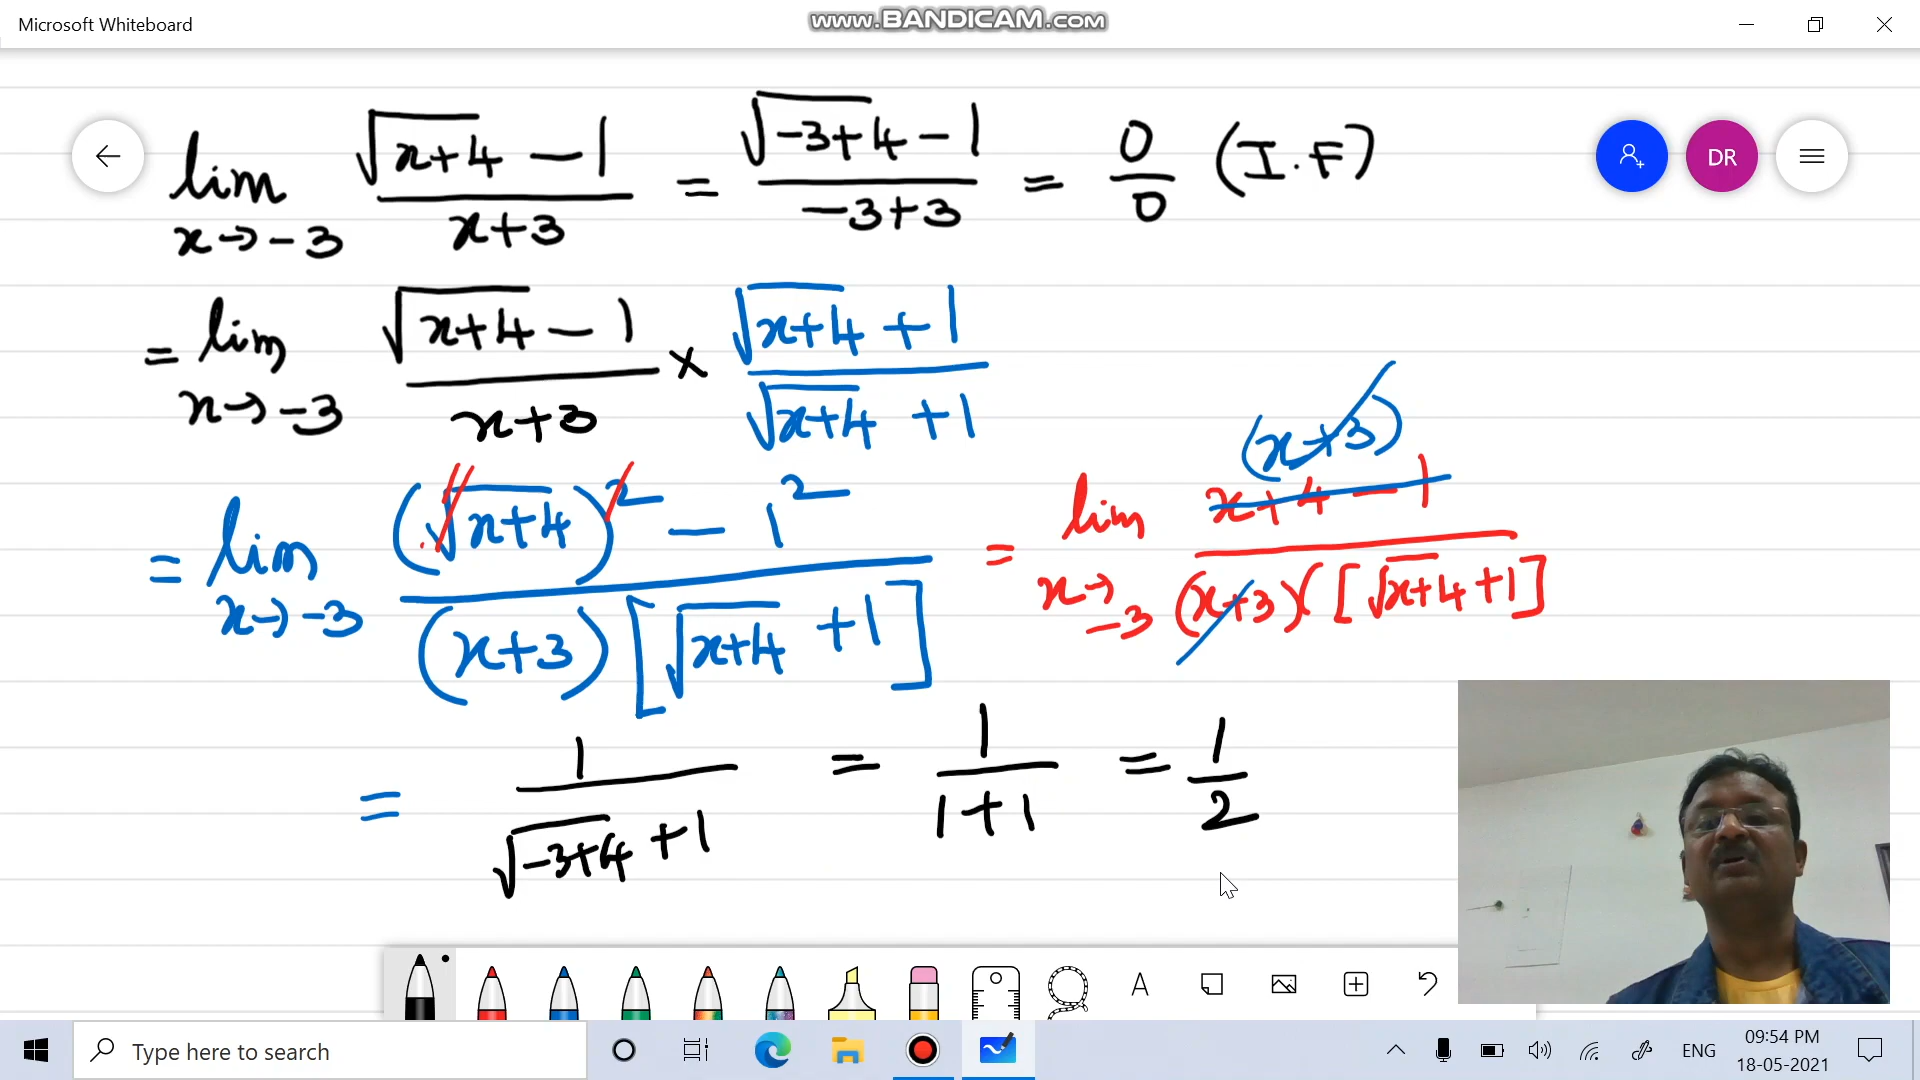 Microsoft Whiteboard
www.BANDICAM.com
lim x→-3 (√(x+4) - 1)/(x+3) = (√(-3+4) - 1)/(-3+3) = 0/0 (I.F)
DR
= lim x→-3 (√(x+4) - 1)/(x+3) × (√(x+4) + 1)/(√(x+4) + 1)
(x+3)
= lim x→-3 ((√(x+4))² - 1²)/((x+3)[√(x+4) + 1]) = lim x→-3 (x+4-1)/((x+3)([√(x+4) + 1])
= 1/(√(-3+4) + 1) = 1/(1+1) = 1/2
Type here to search
ENG
09:54 PM
18-05-2021